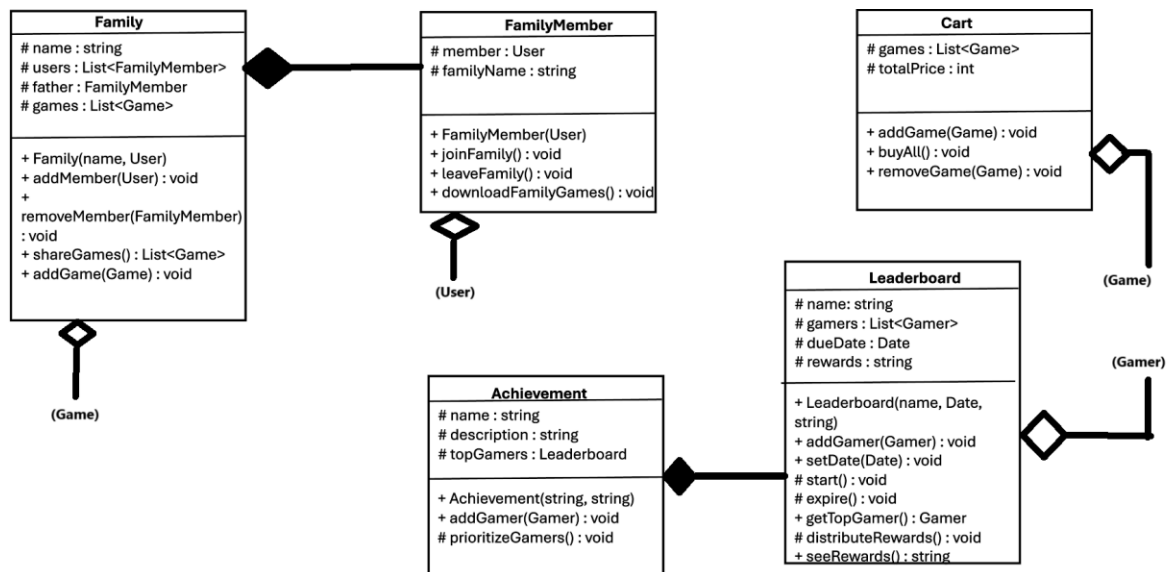 Family
# name : string
# users : List<FamilyMember>
# father : FamilyMember
# games : List<Game>
+ Family(name, User)
+ addMember(User) : void
+
removeMember(FamilyMember)
: void
+ shareGames() : List<Game>
+ addGame(Game) : void
(Game)
FamilyMember
# member : User
# familyName : string
+ FamilyMember(User)
+ joinFamily() : void
+ leaveFamily() : void
+ downloadFamilyGames() : void
(User)
Cart
# games : List<Game>
# totalPrice : int
+ addGame(Game) : void
+ buyAll() : void
+ removeGame(Game) : void
(Game)
Achievement
# name : string
# description : string
# topGamers : Leaderboard
+ Achievement(string, string)
+ addGamer(Gamer) : void
# prioritizeGamers() : void
Leaderboard
# name: string
# gamers : List<Gamer>
# dueDate : Date
# rewards : string
+ Leaderboard(name, Date,
string)
+ addGamer(Gamer) : void
+ setDate(Date) : void
# start() : void
# expire() : void
+ getTopGamer() : Gamer
# distributeRewards() : void
+ seeRewards() : string
(Gamer)